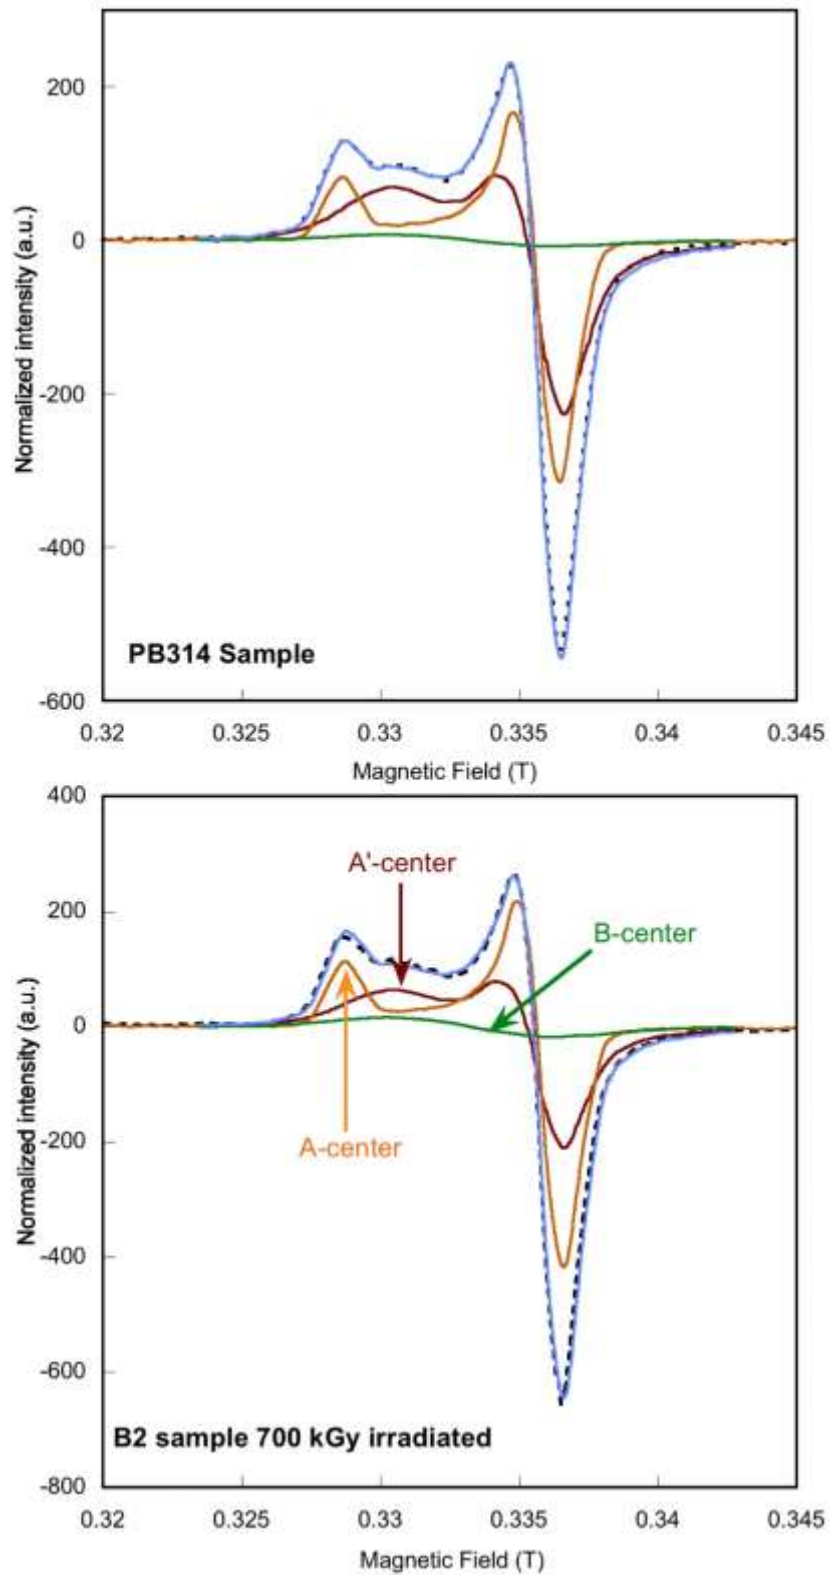 200
0
-200
-400
-600
Normalized intensity (a.u.)
PB314 Sample
0.32 0.325 0.33 0.335 0.34 0.345
Magnetic Field (T)
400
200
0
-200
-400
-600
-800
Normalized intensity (a.u.)
A'-center
B-center
A-center
B2 sample 700 kGy irradiated
0.32 0.325 0.33 0.335 0.34 0.345
Magnetic Field (T)